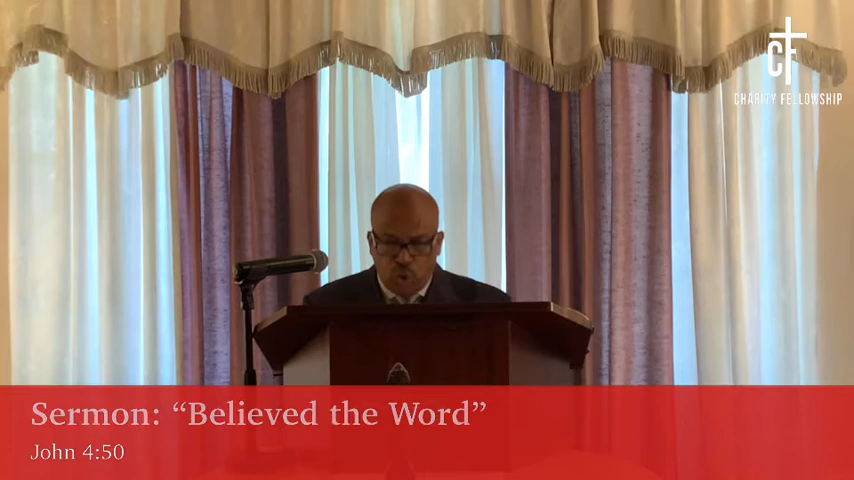 CF
CHARITY FELLOWSHIP
Sermon: “Believed the Word”
John 4:50